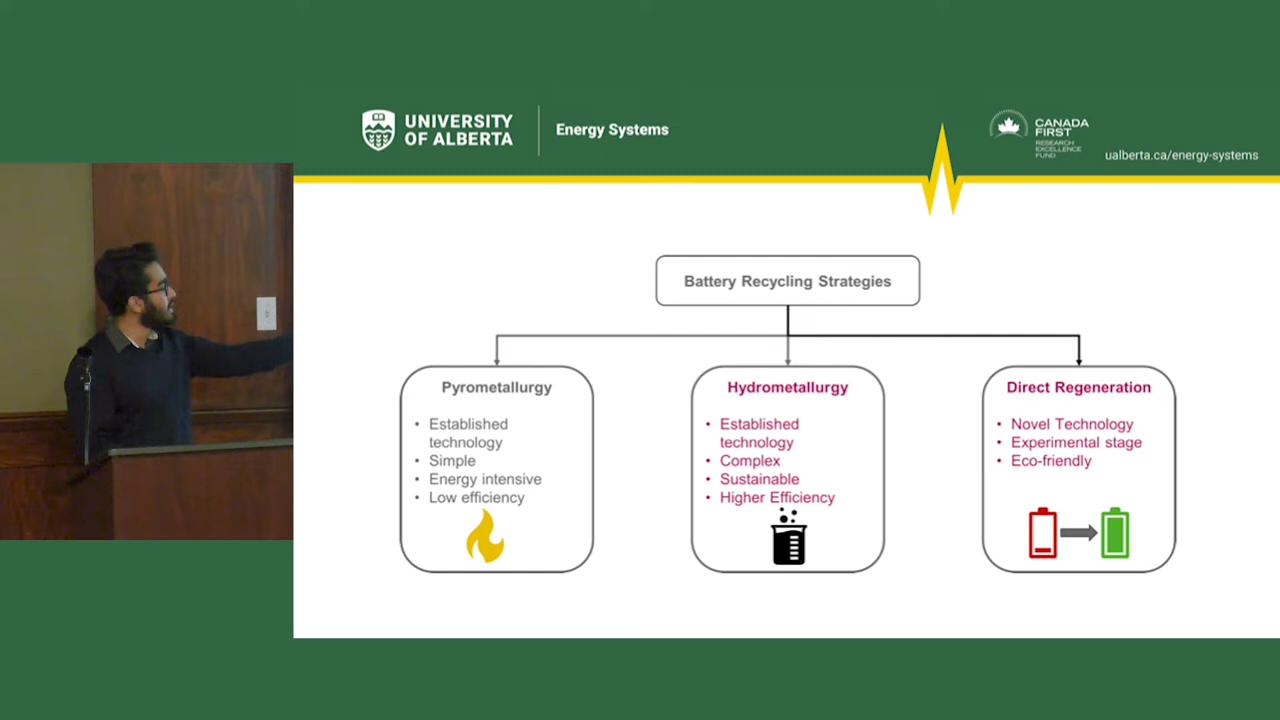 UNIVERSITY
OF ALBERTA
Energy Systems
CANADA
FIRST
RESEARCH
EXCELLENCE
FUND
ualberta.ca/energy-systems
Battery Recycling Strategies
Pyrometallurgy
• Established
technology
• Simple
• Energy intensive
• Low efficiency
Hydrometallurgy
• Established
technology
• Complex
• Sustainable
• Higher Efficiency
Direct Regeneration
• Novel Technology
• Experimental stage
• Eco-friendly